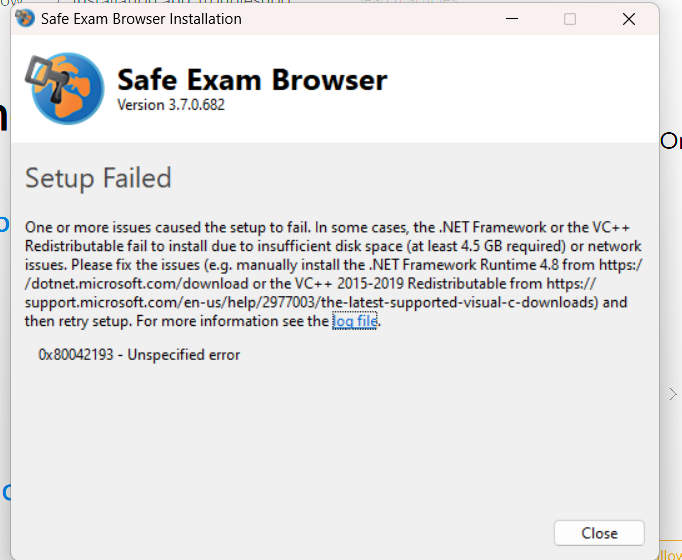 Safe Exam Browser Installation
Safe Exam Browser
Version 3.7.0.682
Setup Failed
One or more issues caused the setup to fail. In some cases, the .NET Framework or the VC++
Redistributable fail to install due to insufficient disk space (at least 4.5 GB required) or network
issues. Please fix the issues (e.g. manually install the .NET Framework Runtime 4.8 from https:/
/dotnet.microsoft.com/download or the VC++ 2015-2019 Redistributable from https://
support.microsoft.com/en-us/help/2977003/the-latest-supported-visual-c-downloads) and
then retry setup. For more information see the log file.
0x80042193 - Unspecified error
Close